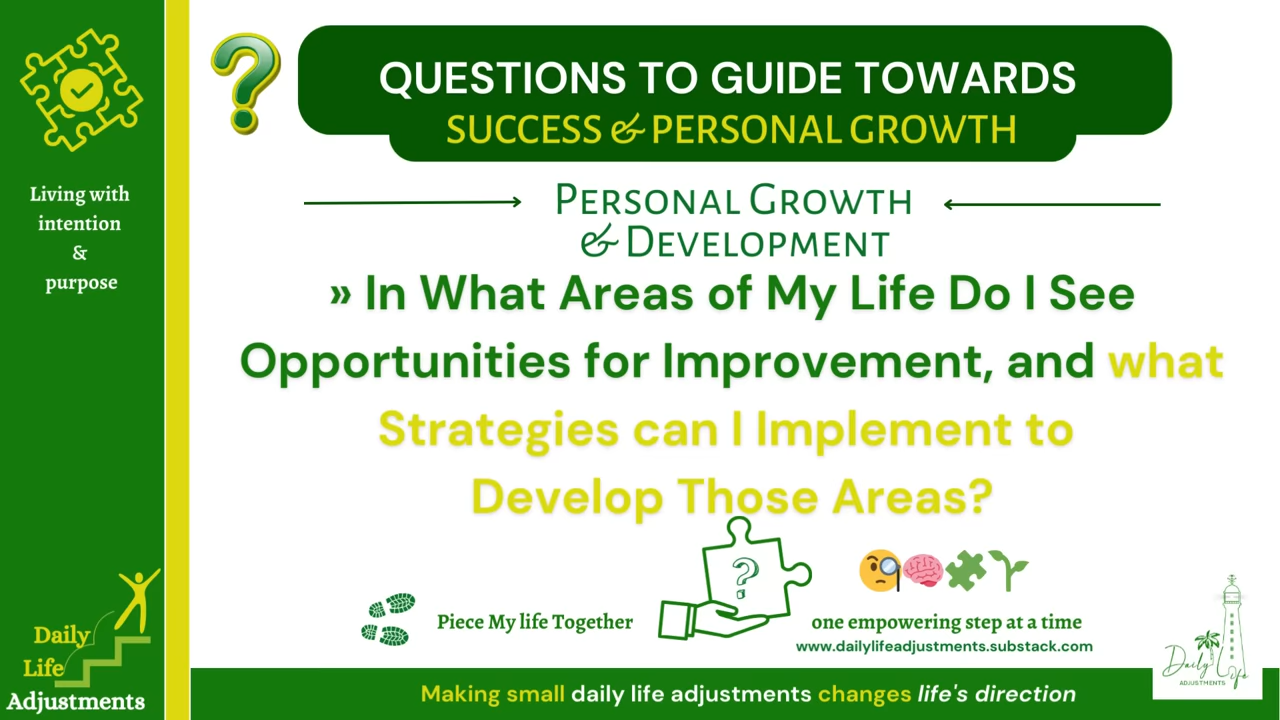 Living with
intention
&
purpose
Daily
Life
Adjustments
?
QUESTIONS TO GUIDE TOWARDS
SUCCESS & PERSONAL GROWTH
PERSONAL GROWTH
& DEVELOPMENT
» In What Areas of My Life Do I See
Opportunities for Improvement, and what
Strategies can I Implement to
Develop Those Areas?
?
Piece My life Together
one empowering step at a time
www.dailylifeadjustments.substack.com
Making small daily life adjustments changes life's direction
Daily Life
ADJUSTMENTS